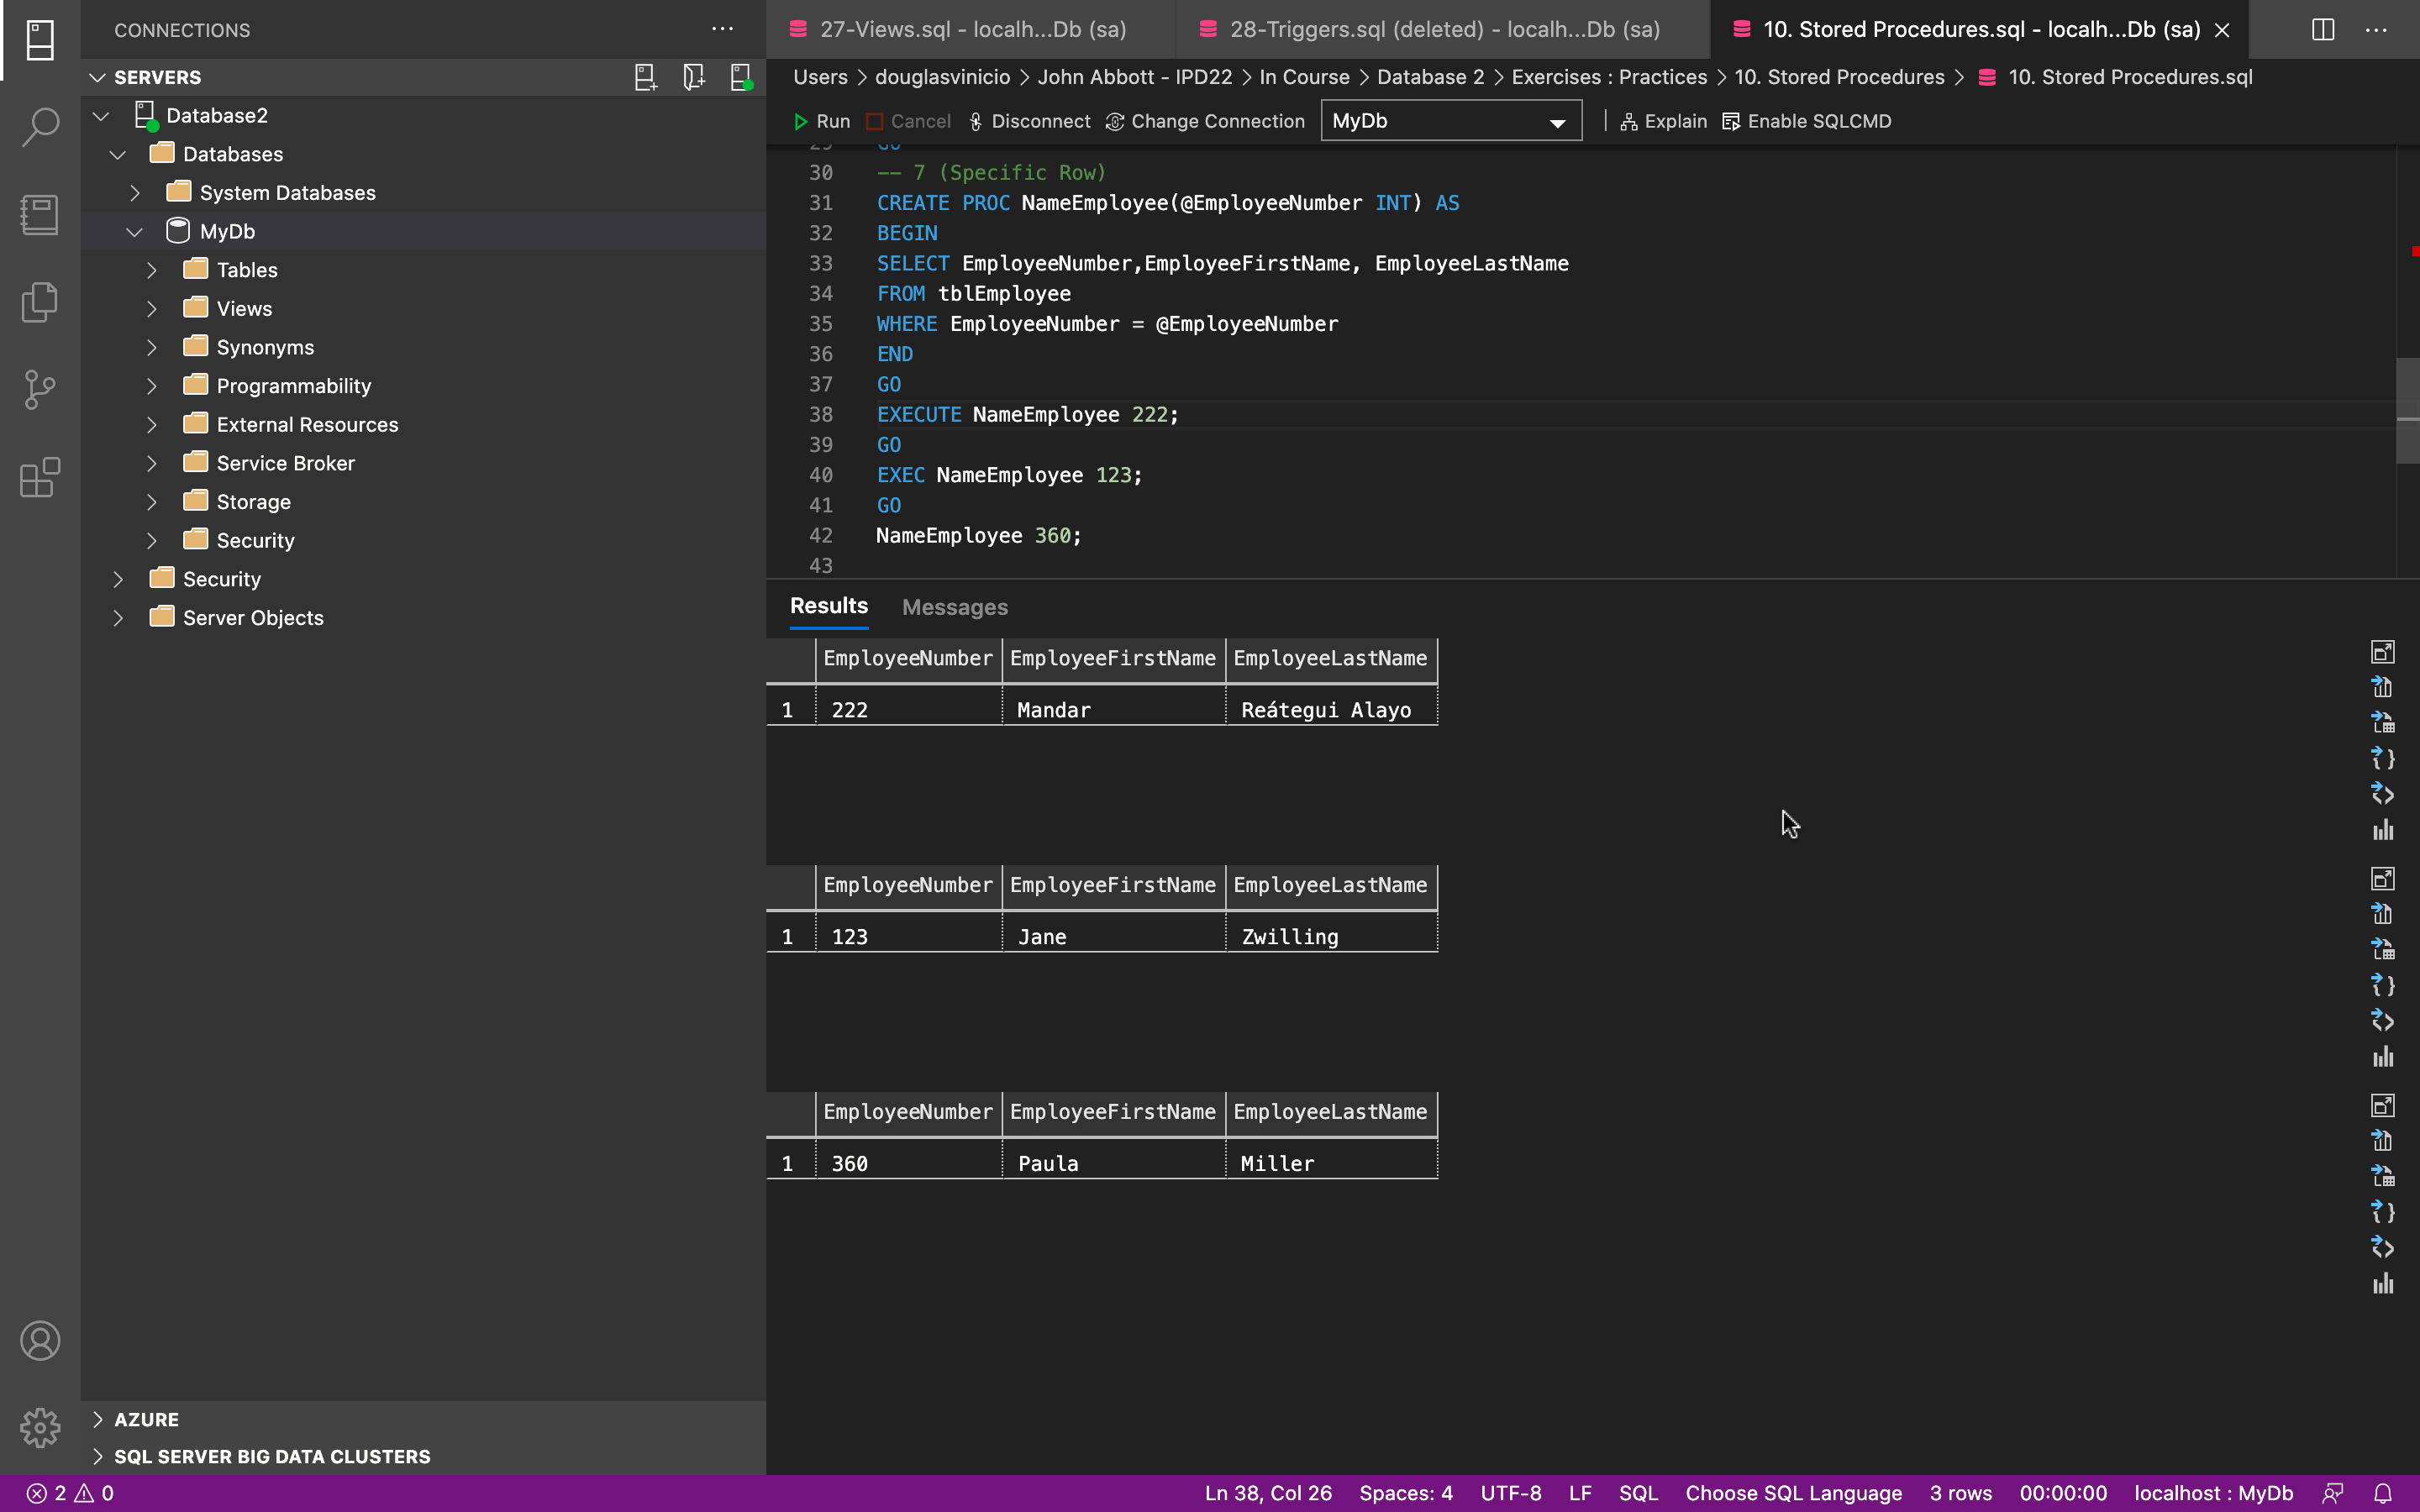 CONNECTIONS
27-Views.sql - localh...Db (sa)
28-Triggers.sql (deleted) - localh...Db (sa)
10. Stored Procedures.sql - localh...Db (sa)
SERVERS
Database2
Databases
System Databases
MyDb
Tables
Views
Synonyms
Programmability
External Resources
Service Broker
Storage
Security
Security
Server Objects
AZURE
SQL SERVER BIG DATA CLUSTERS
Users > douglasvinicio > John Abbott - IPD22 > In Course > Database 2 > Exercises : Practices > 10. Stored Procedures > 10. Stored Procedures.sql
Run Cancel Disconnect Change Connection MyDb Explain Enable SQLCMD
29 GO
30 -- 7 (Specific Row)
31 CREATE PROC NameEmployee(@EmployeeNumber INT) AS
32 BEGIN
33 SELECT EmployeeNumber,EmployeeFirstName, EmployeeLastName
34 FROM tblEmployee
35 WHERE EmployeeNumber = @EmployeeNumber
36 END
37 GO
38 EXECUTE NameEmployee 222;
39 GO
40 EXEC NameEmployee 123;
41 GO
42 NameEmployee 360;
43
Results Messages
EmployeeNumber EmployeeFirstName EmployeeLastName
1 222 Mandar Reátegui Alayo
EmployeeNumber EmployeeFirstName EmployeeLastName
1 123 Jane Zwilling
EmployeeNumber EmployeeFirstName EmployeeLastName
1 360 Paula Miller
2 0 Ln 38, Col 26 Spaces: 4 UTF-8 LF SQL Choose SQL Language 3 rows 00:00:00 localhost : MyDb